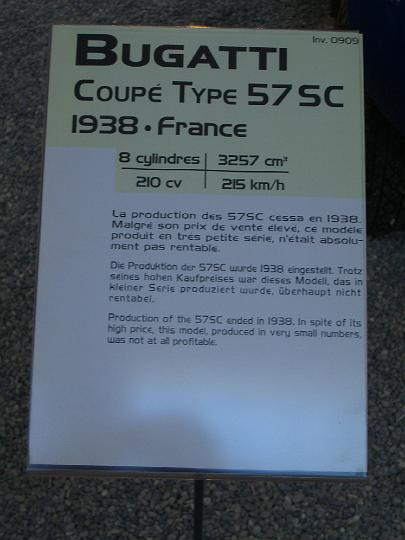 Inv. 0909
BUGATTI
COUPÉ TYPE 57SC
1938 • FRANCE
8 cylindres | 3257 cm³
210 cv | 215 km/h
La production des 57SC cessa en 1938.
Malgré son prix de vente élevé, ce modèle
produit en très petite série, n'était absolu-
ment pas rentable.
Die Produktion der 57SC wurde 1938 eingestellt. Trotz
seines hohen Kaufpreises war dieses Modell, das in
kleiner Serie produziert wurde, überhaupt nicht
rentabel.
Production of the 57SC ended in 1938. In spite of its
high price, this model, produced in very small numbers,
was not at all profitable.